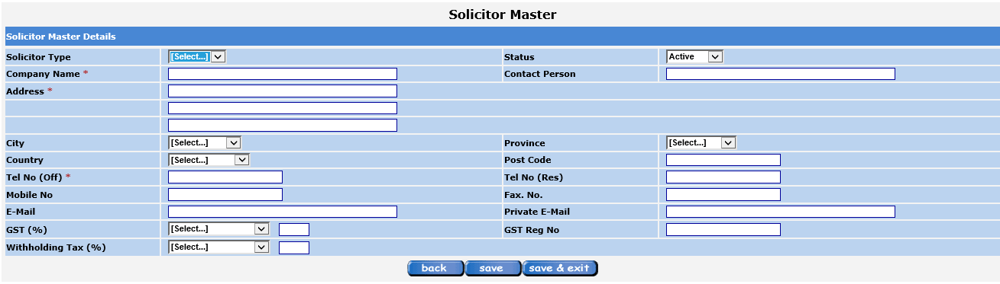 Solicitor Master
Solicitor Master Details
Solicitor Type [Select...] Status Active
Company Name * Contact Person
Address *
City [Select...] Province [Select...]
Country [Select...] Post Code
Tel No (Off) * Tel No (Res)
Mobile No Fax. No.
E-Mail Private E-Mail
GST (%) [Select...] GST Reg No
Withholding Tax (%) [Select...]
back save save & exit